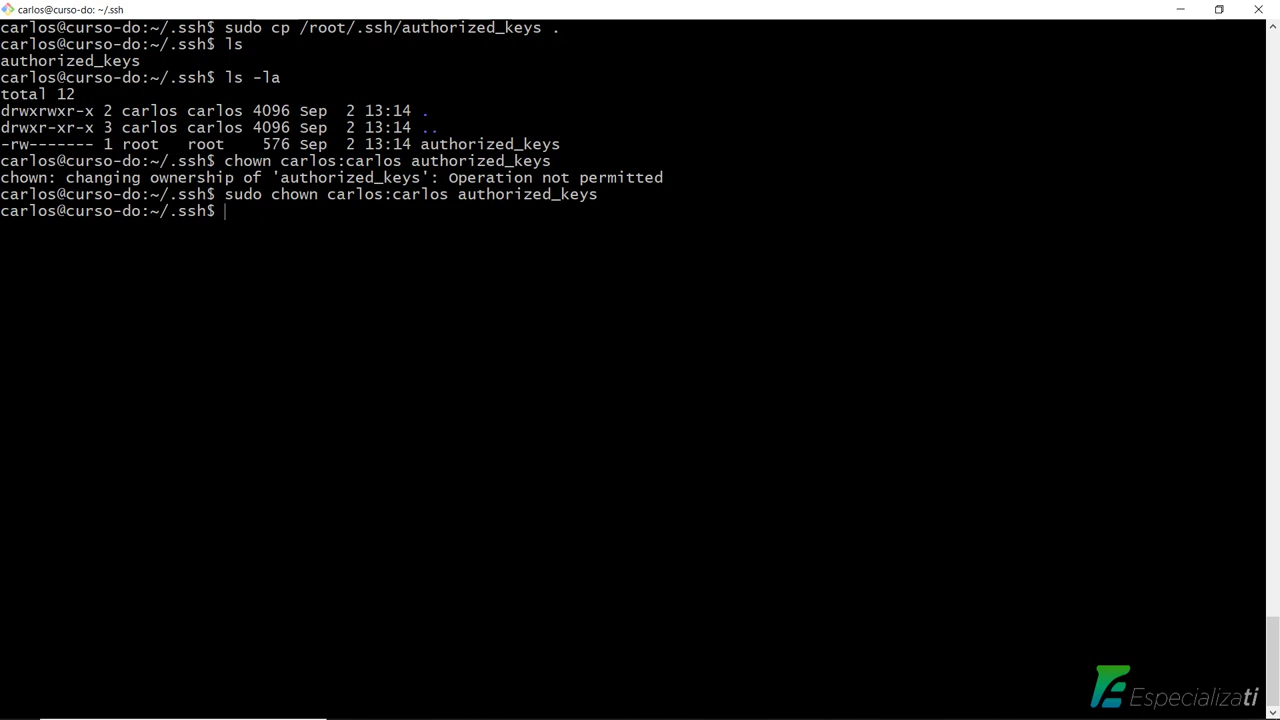 carlos@curso-do: ~/.ssh
carlos@curso-do:~/.ssh$ sudo cp /root/.ssh/authorized_keys .
carlos@curso-do:~/.ssh$ ls
authorized_keys
carlos@curso-do:~/.ssh$ ls -la
total 12
drwxrwxr-x 2 carlos carlos 4096 Sep  2 13:14 .
drwxr-xr-x 3 carlos carlos 4096 Sep  2 13:14 ..
-rw------- 1 root   root    576 Sep  2 13:14 authorized_keys
carlos@curso-do:~/.ssh$ chown carlos:carlos authorized_keys
chown: changing ownership of 'authorized_keys': Operation not permitted
carlos@curso-do:~/.ssh$ sudo chown carlos:carlos authorized_keys
carlos@curso-do:~/.ssh$
Especializati